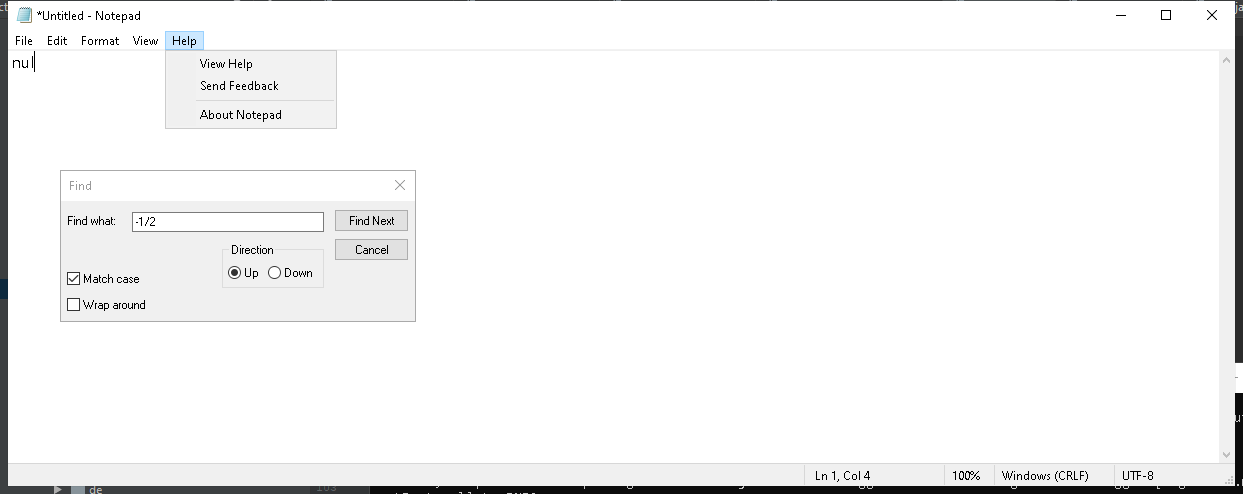 *Untitled - Notepad
File Edit Format View Help
nul
View Help
Send Feedback
About Notepad
Find
Find what: -1/2 Find Next
Direction Cancel
Up Down
Match case
Wrap around
Ln 1, Col 4 100% Windows (CRLF) UTF-8
de 103